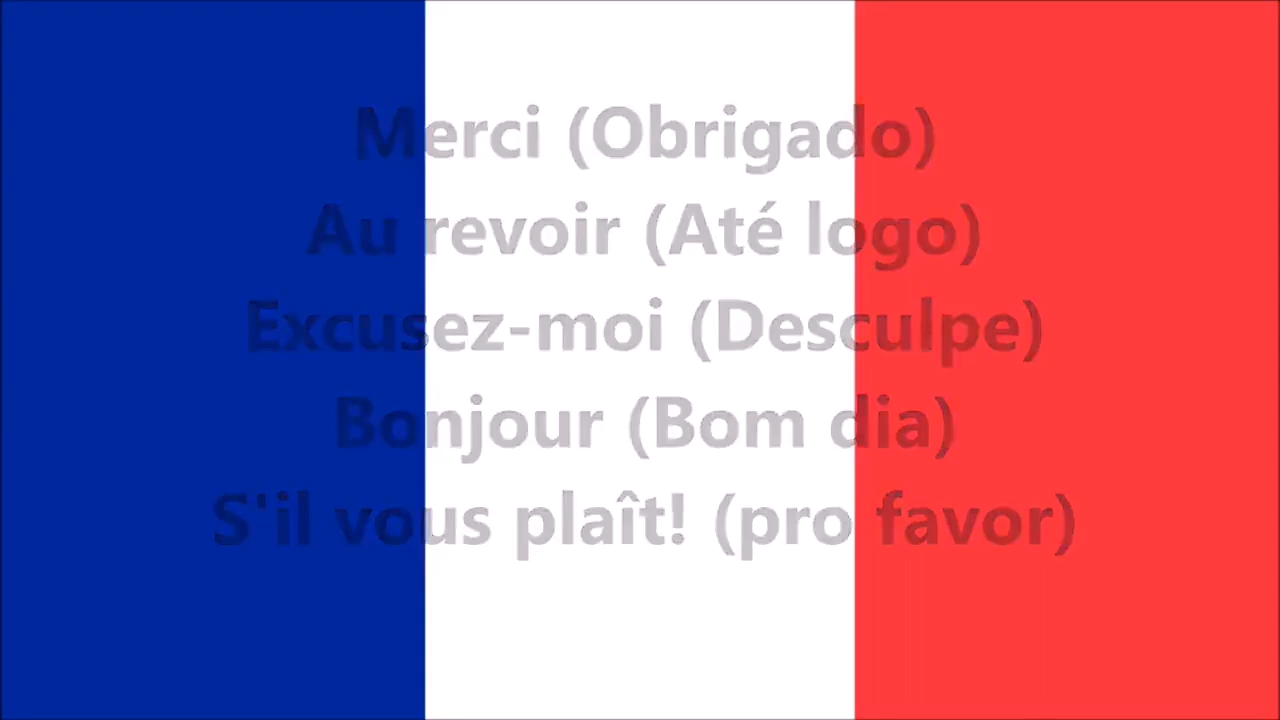 Merci (Obrigado)
Au revoir (Até logo)
Excusez-moi (Desculpe)
Bonjour (Bom dia)
S'il vous plaît! (pro favor)